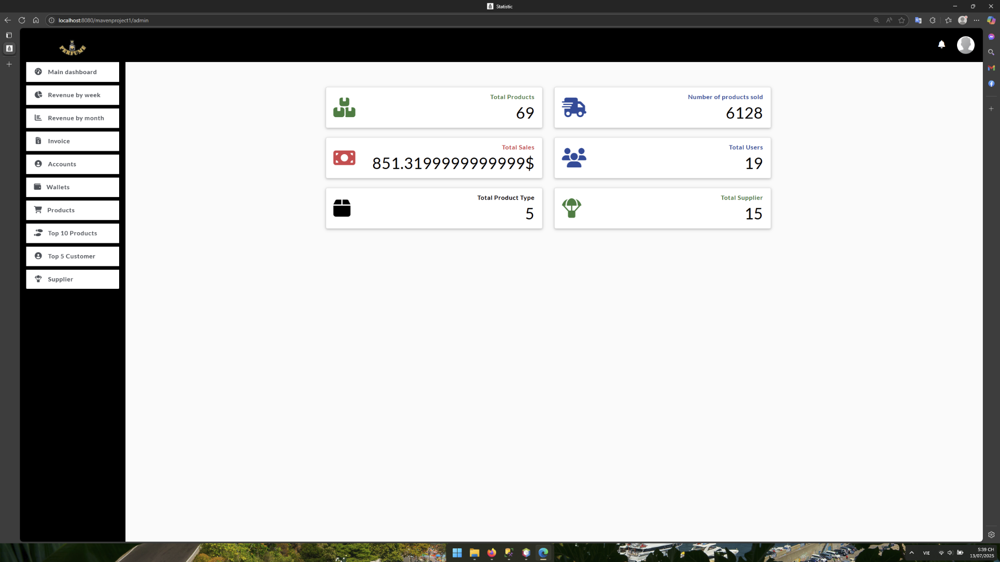 Statistic
localhost:8080/mavenproject1/admin
PERFUME
Main dashboard
Revenue by week
Revenue by month
Invoice
Accounts
Wallets
Products
Top 10 Products
Top 5 Customer
Supplier
Total Products
69
Number of products sold
6128
Total Sales
851.3199999999999$
Total Users
19
Total Product Type
5
Total Supplier
15
VIE
5:39 CH
13/07/2025